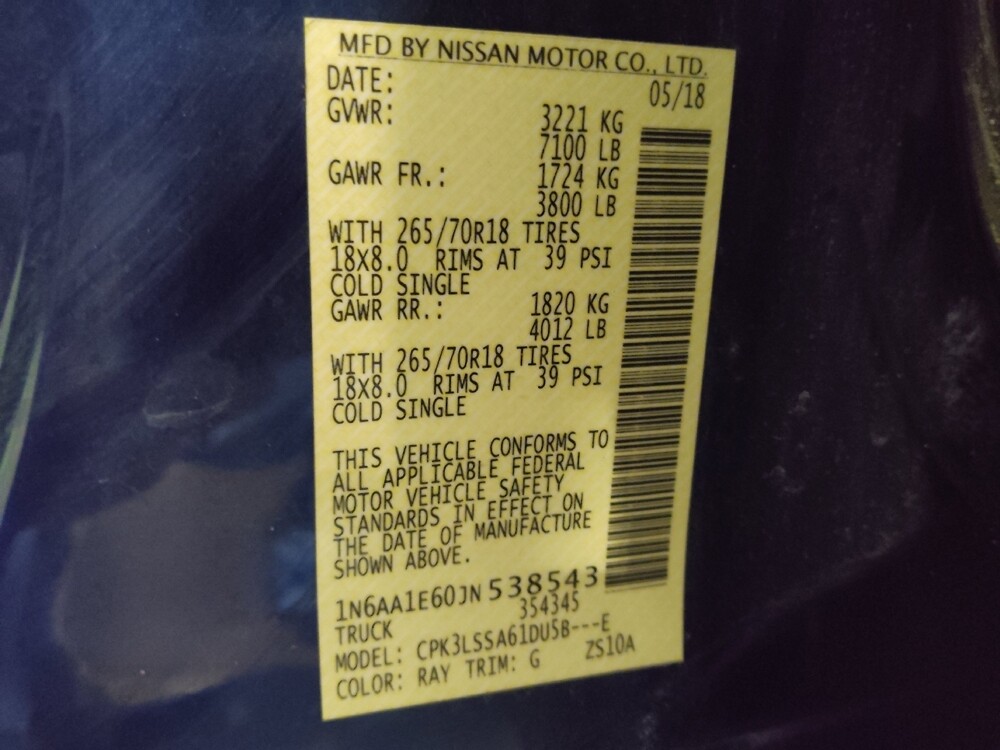 MFD BY NISSAN MOTOR CO., LTD.
DATE: 05/18
GVWR: 3221 KG
7100 LB
GAWR FR.: 1724 KG
3800 LB
WITH 265/70R18 TIRES
18X8.0 RIMS AT 39 PSI
COLD SINGLE
GAWR RR.: 1820 KG
4012 LB
WITH 265/70R18 TIRES
18X8.0 RIMS AT 39 PSI
COLD SINGLE
THIS VEHICLE CONFORMS TO
ALL APPLICABLE FEDERAL
MOTOR VEHICLE SAFETY
STANDARDS IN EFFECT ON
THE DATE OF MANUFACTURE
SHOWN ABOVE.
1N6AA1E60JN538543
354345
TRUCK
MODEL: CPK3LSSA61DU5B---E
COLOR: RAY TRIM: G ZS10A